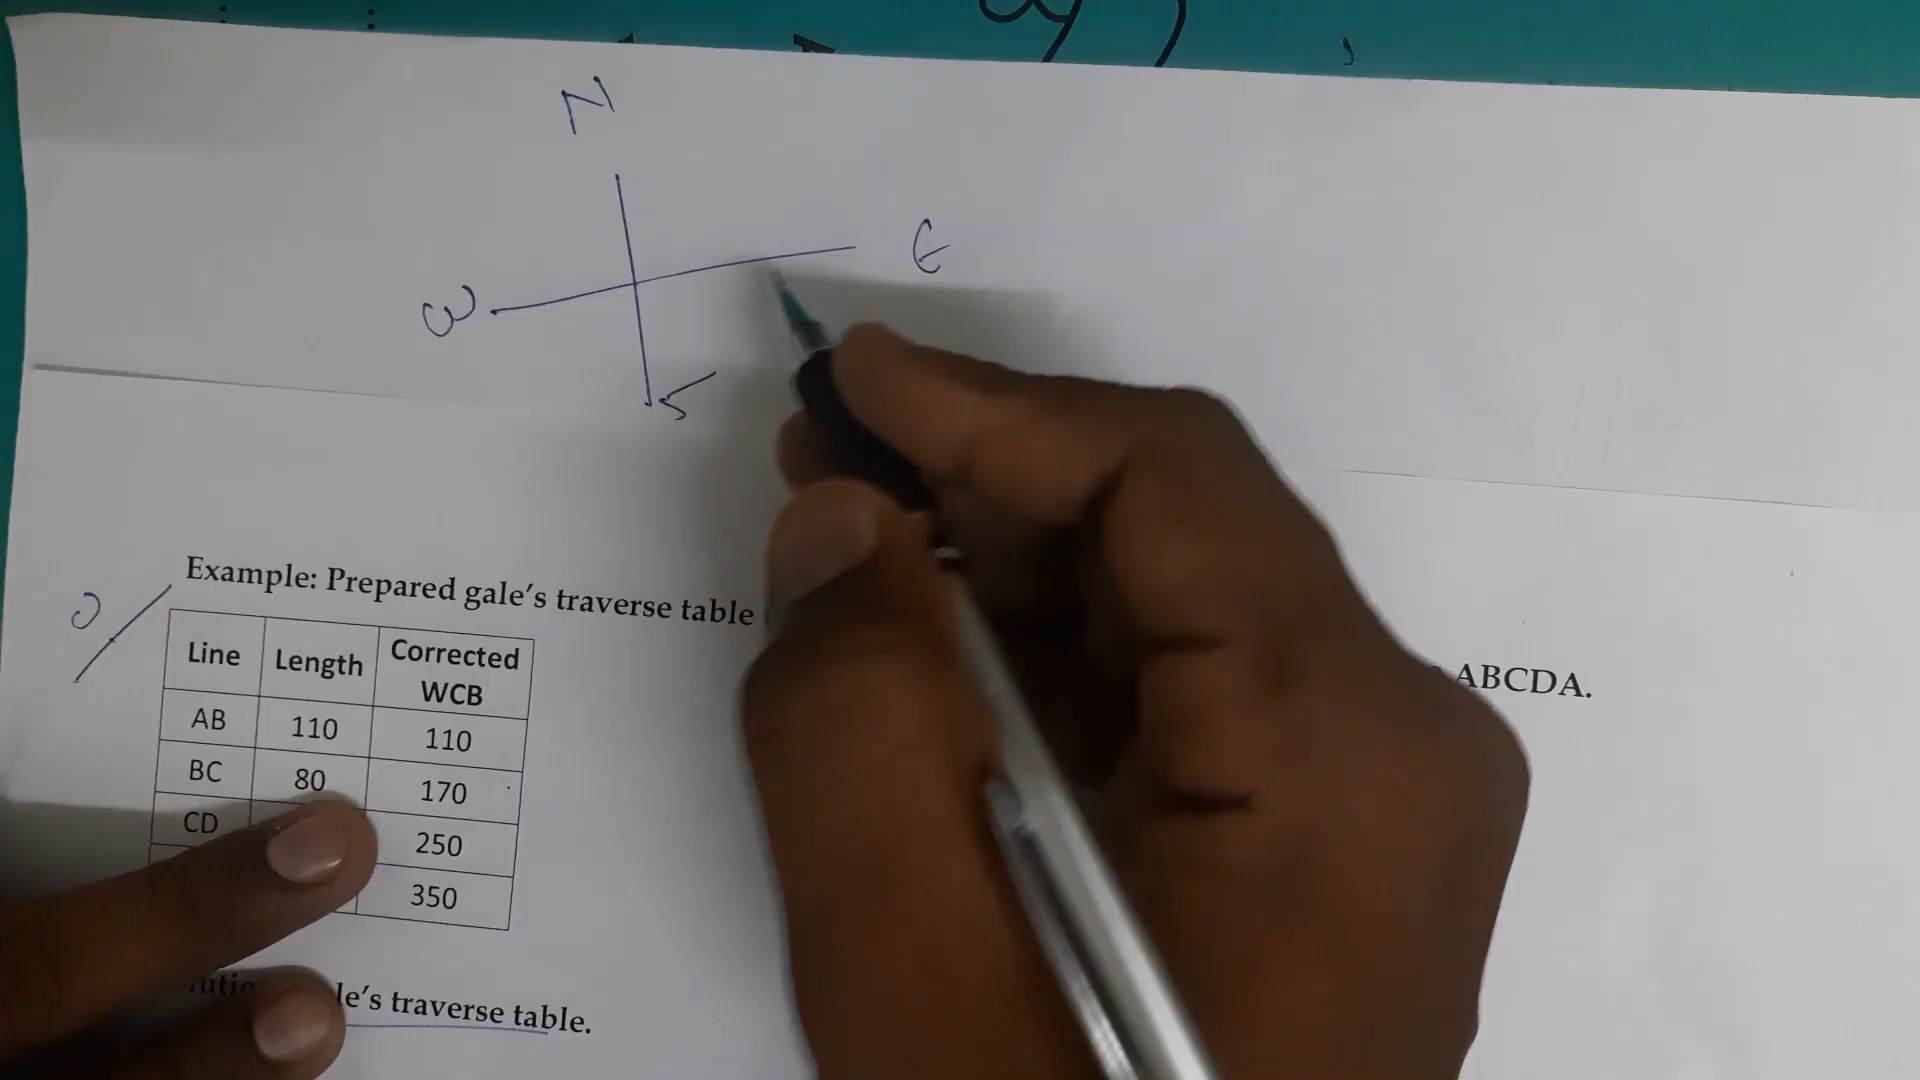 N
E
W
S
Example: Prepared gale's traverse table
ABCDA.
Line Length Corrected WCB
AB 110 110
BC 80 170
CD 250
350
le's traverse table.